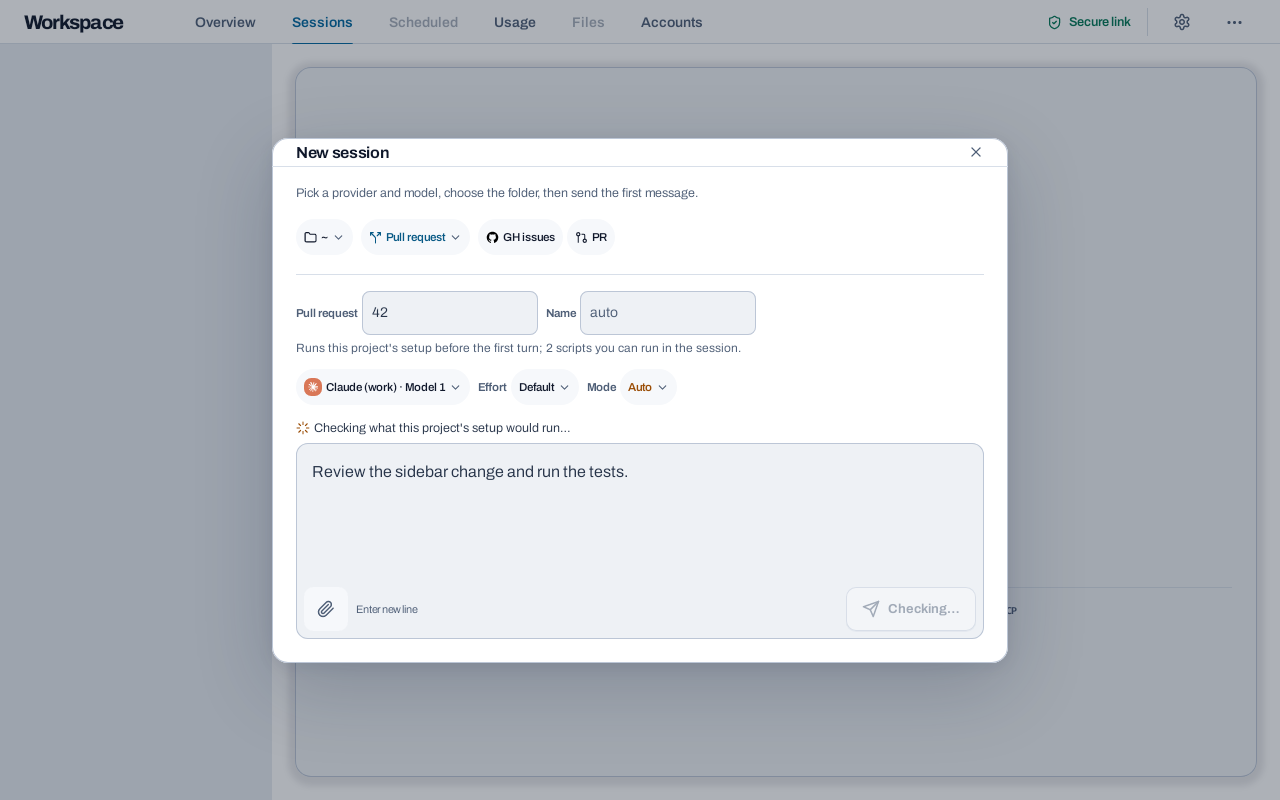 Workspace
Overview
Sessions
Scheduled
Usage
Files
Accounts
Secure link
New session
Pick a provider and model, choose the folder, then send the first message.
~
Pull request
GH issues
PR
Pull request
42
Name
auto
Runs this project's setup before the first turn; 2 scripts you can run in the session.
Claude (work) · Model 1
Effort
Default
Mode
Auto
Checking what this project's setup would run…
Review the sidebar change and run the tests.
Enter new line
Checking…